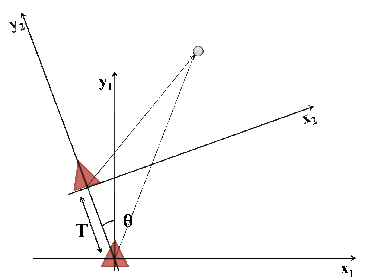 y₂
y₁
x₂
T
θ
x₁